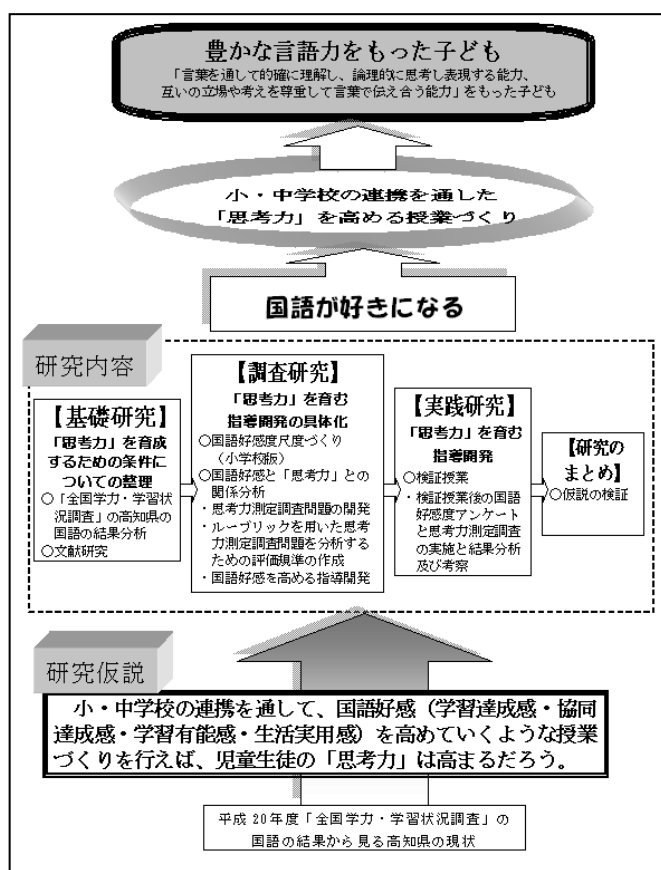 豊かな言語力をもった子ども
「言葉を通して的確に理解し、論理的に思考し表現する能力、
互いの立場や考えを尊重して言葉で伝え合う能力」をもった子ども
小・中学校の連携を通した
「思考力」を高める授業づくり
国語が好きになる
研究内容
【基礎研究】
「思考力」を育成
するための条件に
ついての整理
○「全国学力・学習状
況調査」の高知県の
国語の結果分析
○文献研究
【調査研究】
「思考力」を育む
指導開発の具体化
○国語好感度尺度づくり
（小学校版）
○国語好感と「思考力」との
関係分析
・思考力測定調査問題の開発
・ルーブリックを用いた思考
力測定調査問題を分析する
ための評価規準の作成
・国語好感を高める指導開発
【実践研究】
「思考力」を育む
指導開発
○検証授業
・検証授業後の国語
好感度アンケート
と思考力測定調査
の実施と結果分析
及び考察
【研究の
まとめ】
○仮説の検証
研究仮説
小・中学校の連携を通して、国語好感（学習達成感・協同
達成感・学習有能感・生活実用感）を高めていくような授業
づくりを行えば、児童生徒の「思考力」は高まるだろう。
平成20年度「全国学力・学習状況調査」の
国語の結果から見る高知県の現状